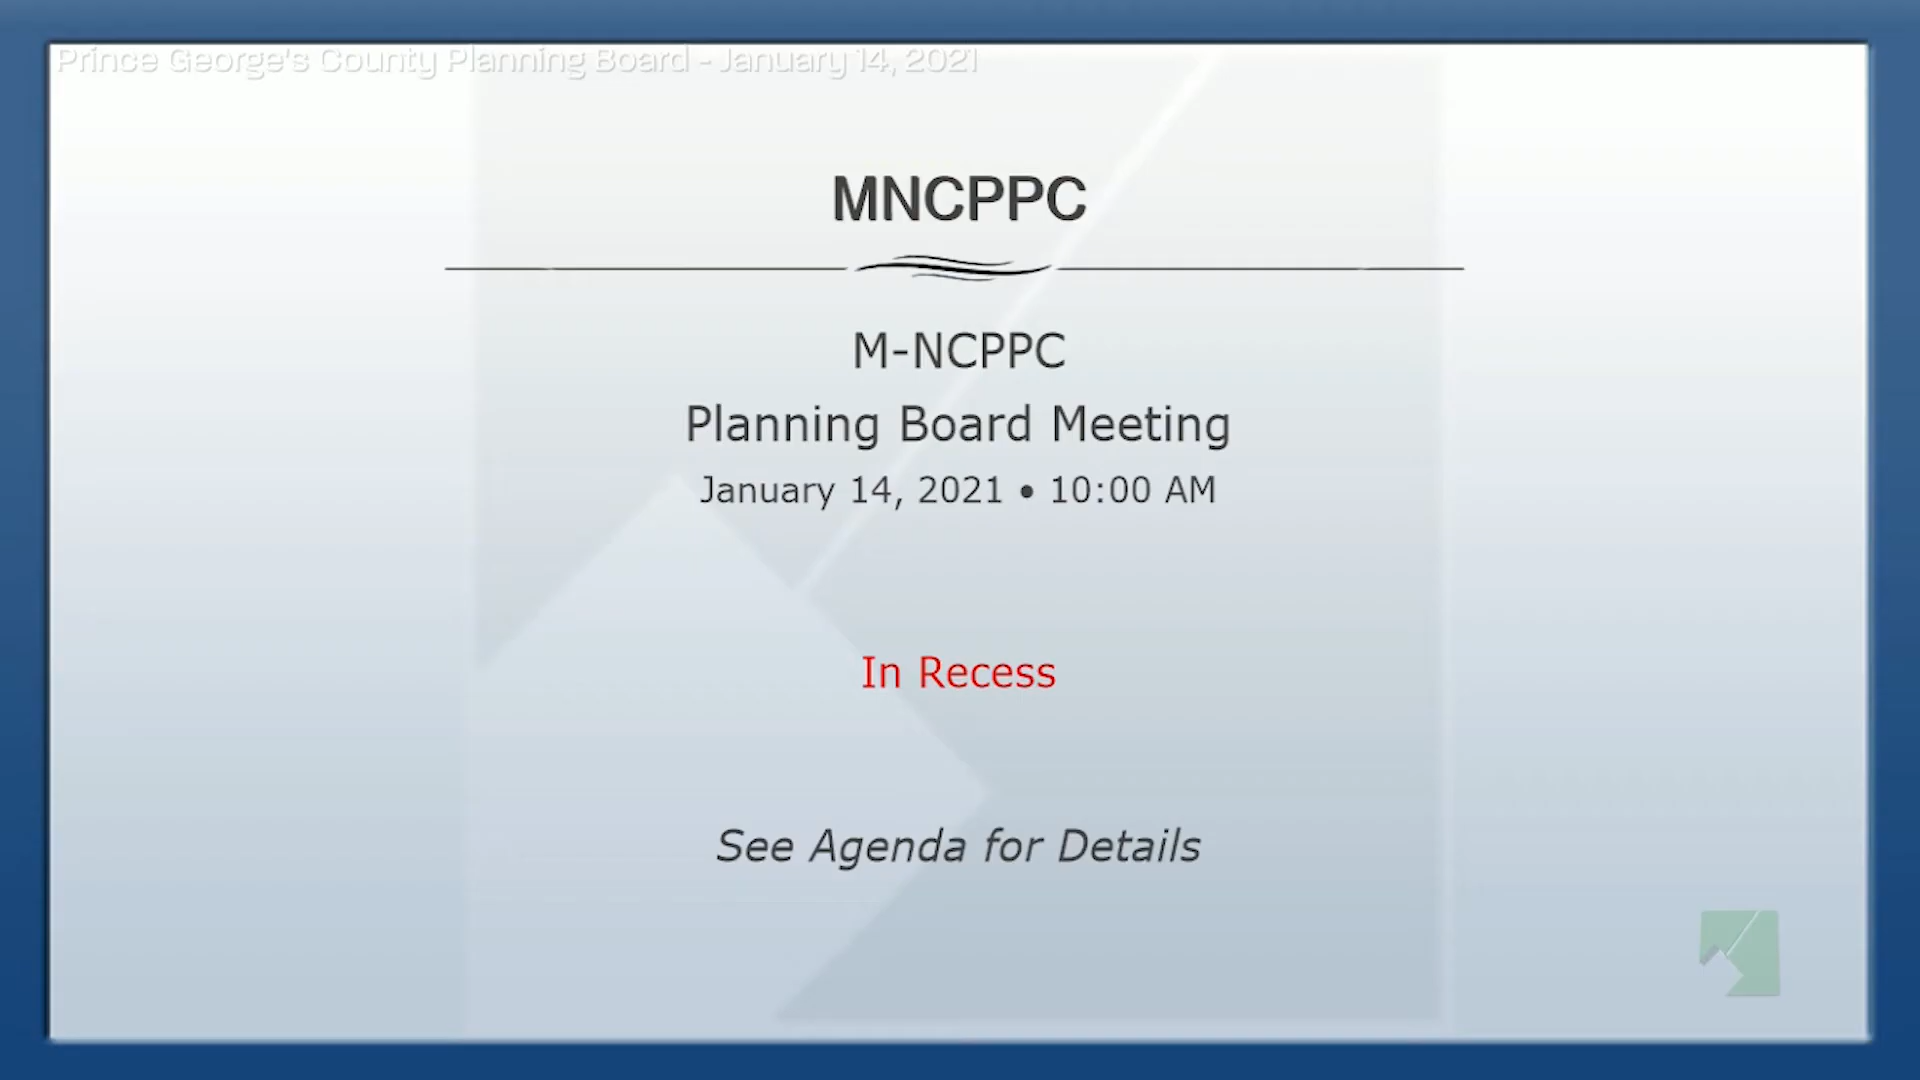 Prince George's County Planning Board - January 14, 2021
MNCPPC
M-NCPPC
Planning Board Meeting
January 14, 2021 • 10:00 AM
In Recess
See Agenda for Details